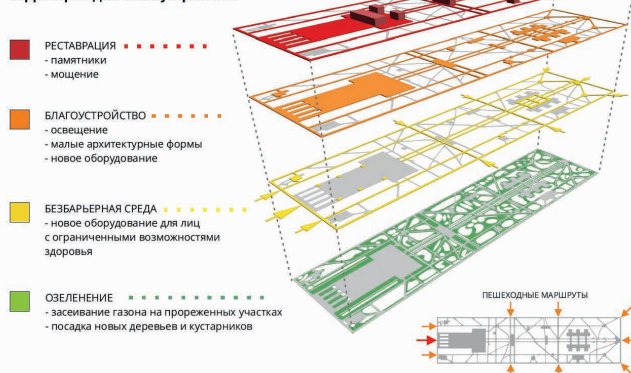 РЕСТАВРАЦИЯ
- памятники
- мощение
БЛАГОУСТРОЙСТВО
- освещение
- малые архитектурные формы
- новое оборудование
БЕЗБАРЬЕРНАЯ СРЕДА
- новое оборудование для лиц
с ограниченными возможностями
здоровья
ОЗЕЛЕНЕНИЕ
- засеивание газона на прореженных участках
- посадка новых деревьев и кустарников
ПЕШЕХОДНЫЕ МАРШРУТЫ